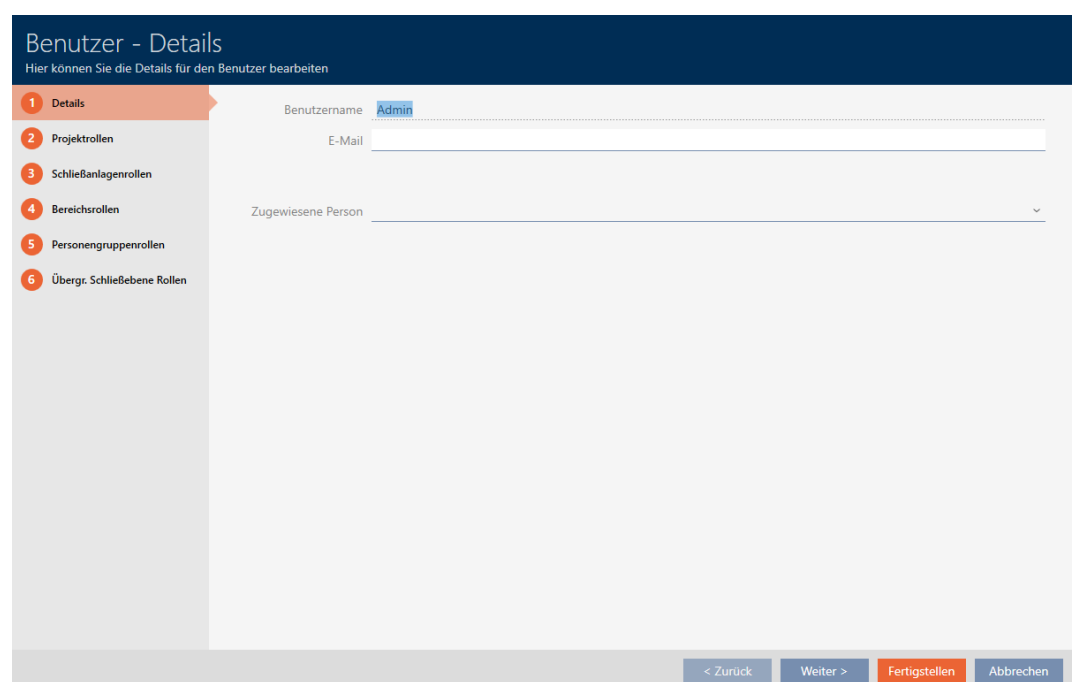 Benutzer - Details
Hier können Sie die Details für den Benutzer bearbeiten
1 Details
2 Projektrollen
3 Schließanlagenrollen
4 Bereichsrollen
5 Personengruppenrollen
6 Übergr. Schließebene Rollen
Benutzername Admin
E-Mail
Zugewiesene Person
< Zurück Weiter > Fertigstellen Abbrechen